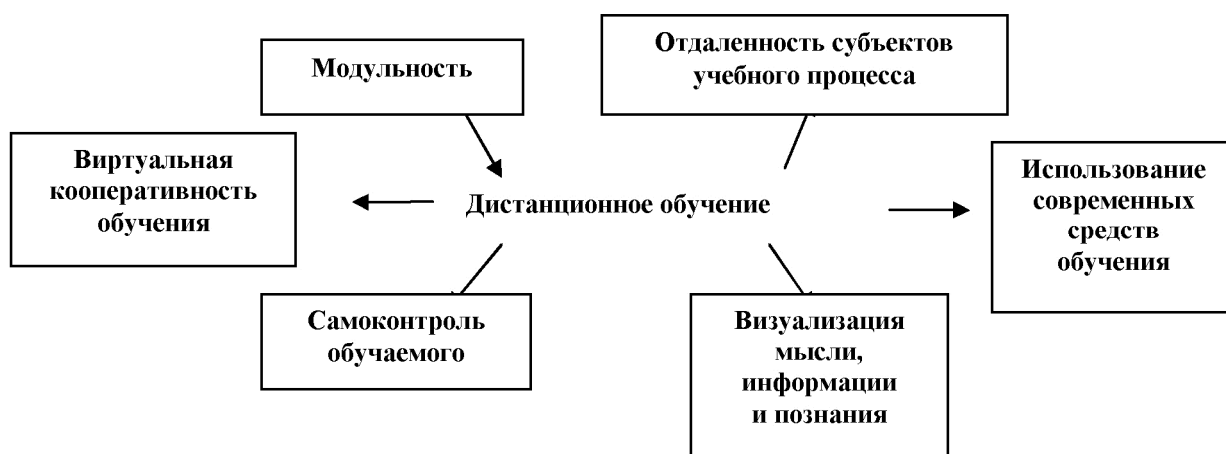 Модульность
Отдаленность субъектов
учебного процесса
Виртуальная
кооперативность
обучения
Дистанционное обучение
Использование
современных
средств
обучения
Самоконтроль
обучаемого
Визуализация
мысли,
информации
и познания